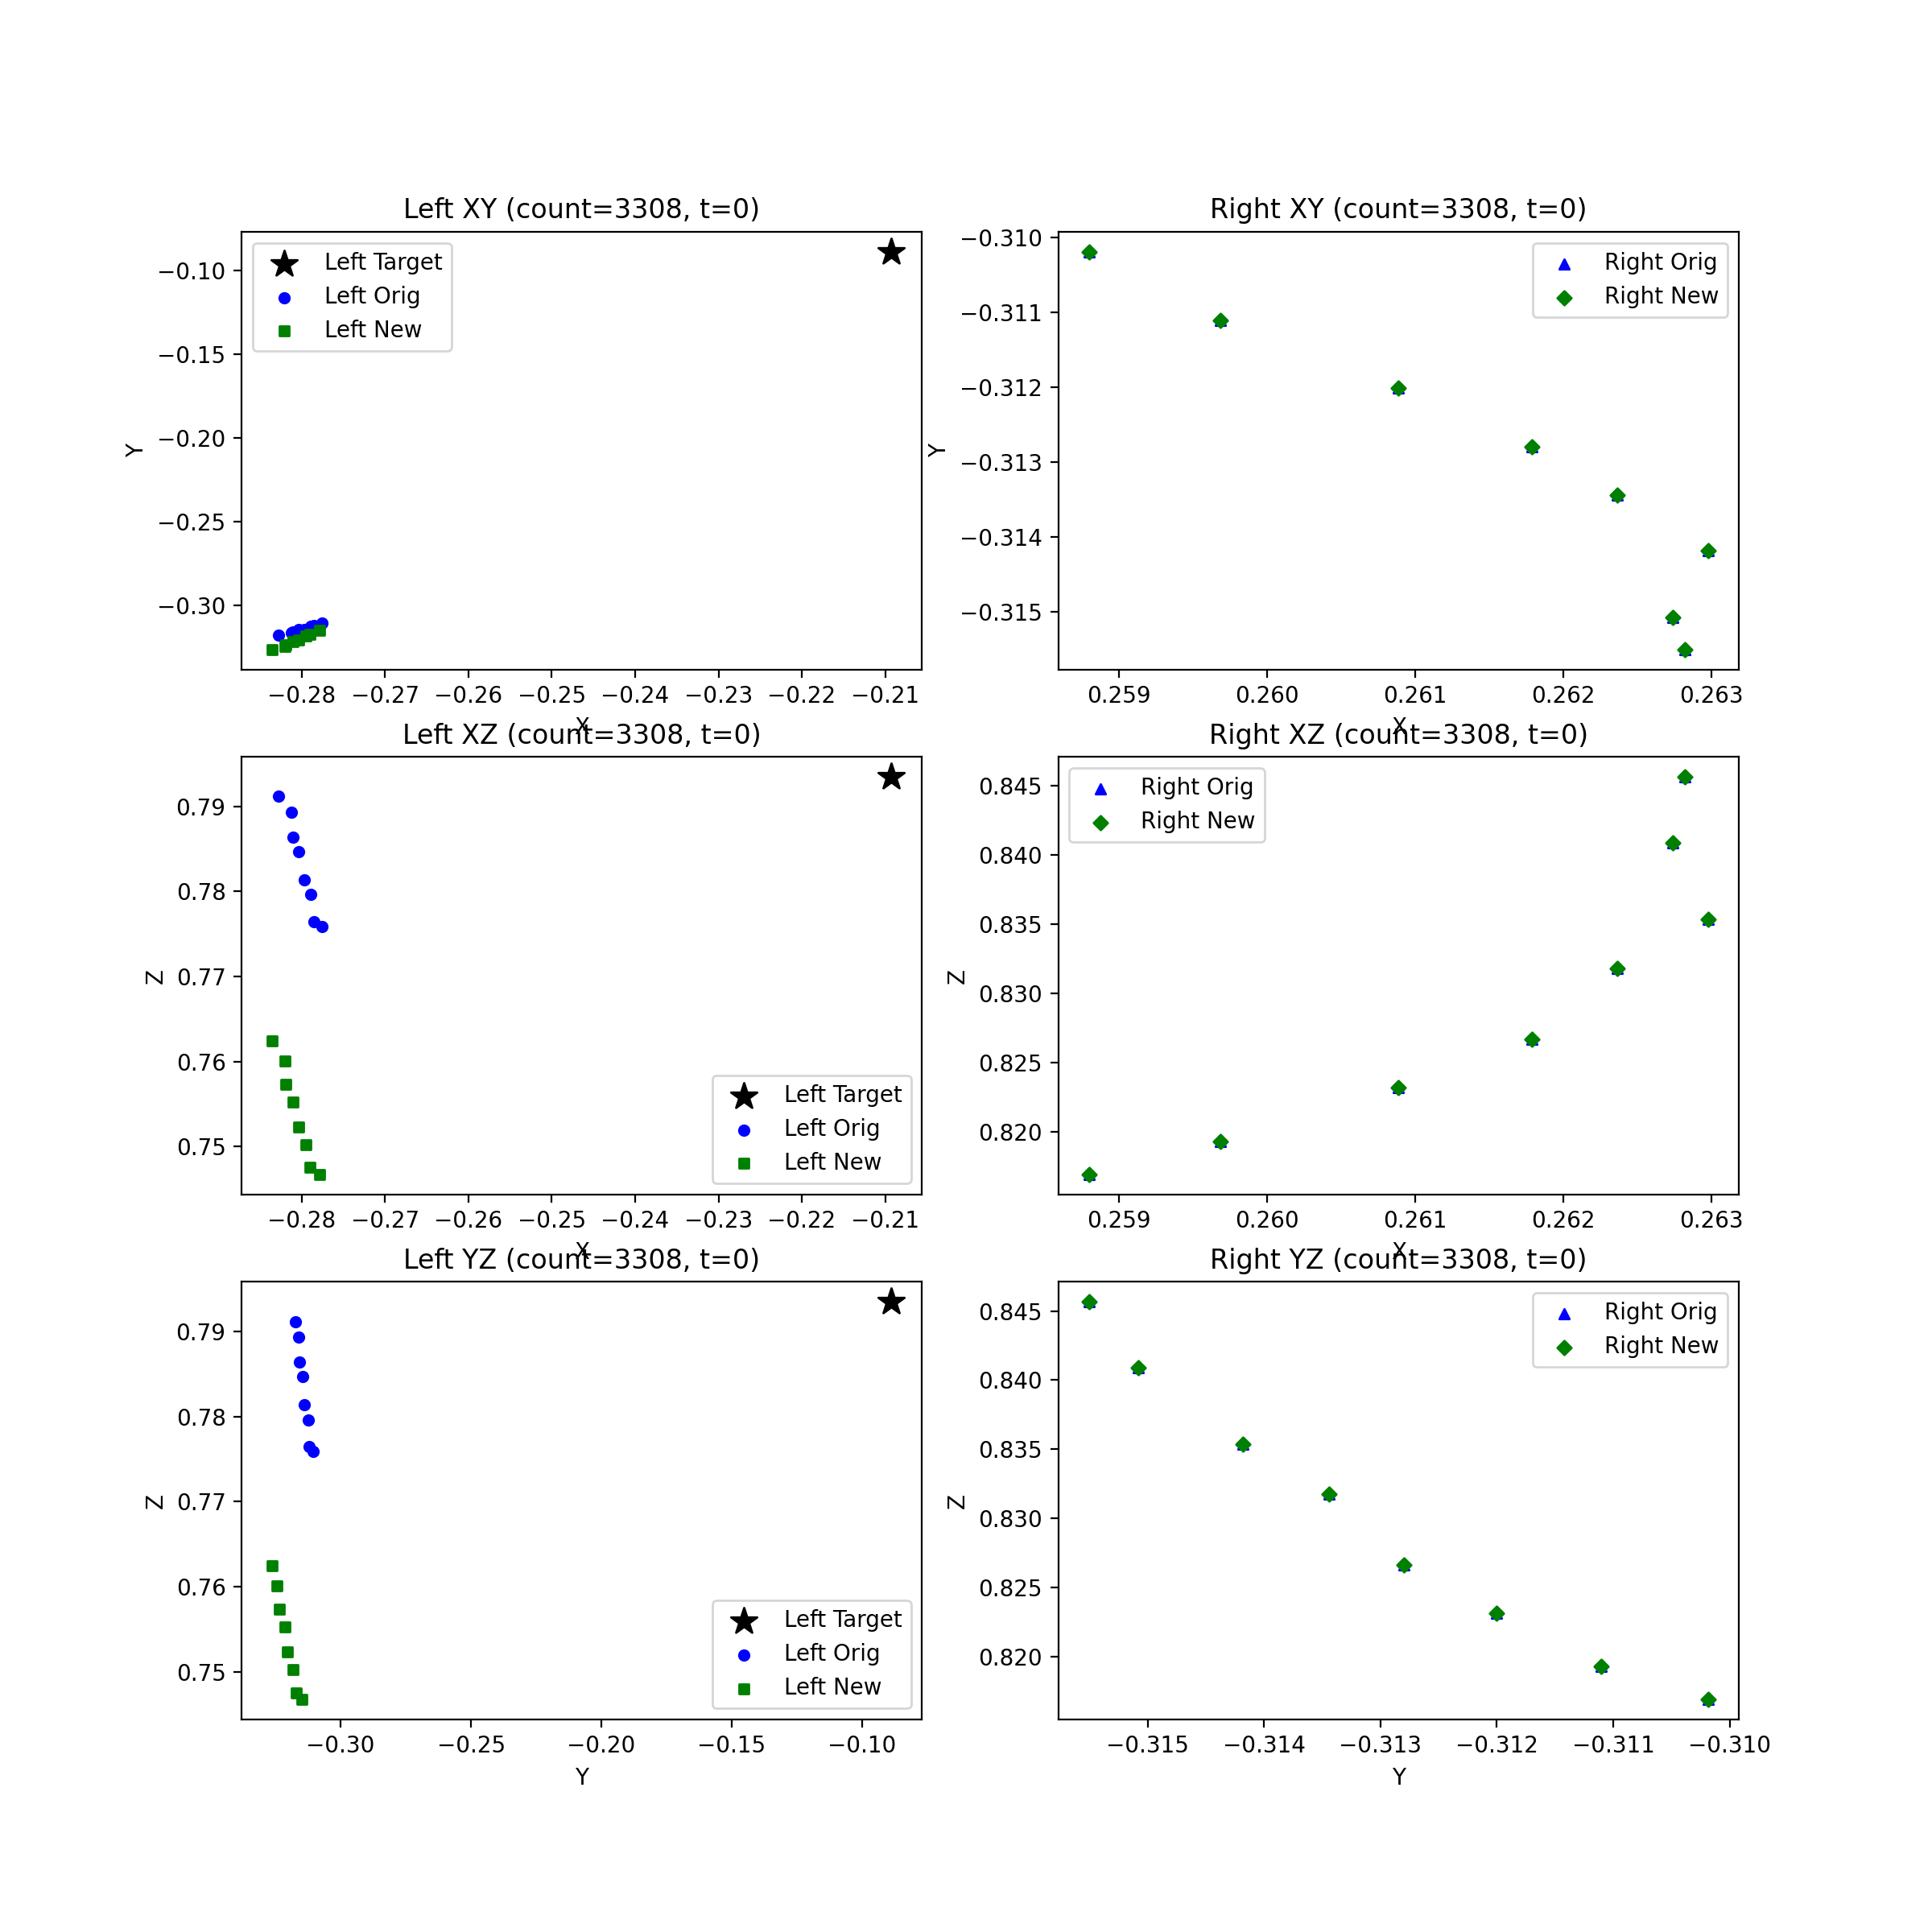 Left XY (count=3308, t=0)
Y
−0.10
−0.15
−0.20
−0.25
−0.30
Left Target
Left Orig
Left New
−0.28 −0.27 −0.26 −0.25 −0.24 −0.23 −0.22 −0.21
X
Right XY (count=3308, t=0)
Y
−0.310
−0.311
−0.312
−0.313
−0.314
−0.315
Right Orig
Right New
0.259 0.260 0.261 0.262 0.263
X
Left XZ (count=3308, t=0)
Z
0.79
0.78
0.77
0.76
0.75
Left Target
Left Orig
Left New
−0.28 −0.27 −0.26 −0.25 −0.24 −0.23 −0.22 −0.21
X
Right XZ (count=3308, t=0)
Z
0.845
0.840
0.835
0.830
0.825
0.820
Right Orig
Right New
0.259 0.260 0.261 0.262 0.263
X
Left YZ (count=3308, t=0)
Z
0.79
0.78
0.77
0.76
0.75
Left Target
Left Orig
Left New
−0.30 −0.25 −0.20 −0.15 −0.10
Y
Right YZ (count=3308, t=0)
Z
0.845
0.840
0.835
0.830
0.825
0.820
Right Orig
Right New
−0.315 −0.314 −0.313 −0.312 −0.311 −0.310
Y